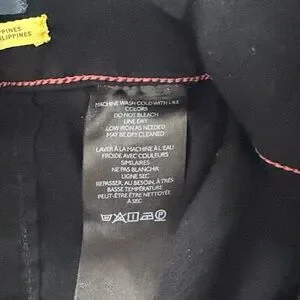 PPINES
ILIPPINES
MACHINE WASH COLD WITH LIKE
COLORS
DO NOT BLEACH
LINE DRY
LOW IRON AS NEEDED
MAY BE DRY CLEANED
LAVER À LA MACHINE À L'EAU
FROIDE AVEC COULEURS
SIMILAIRES
NE PAS BLANCHIR
LIGNE SEC
REPASSER, AU BESOIN, À TRÈS
BASSE TEMPÉRATURE
PEUT-ÊTRE ÊTRE NETTOYÉE
À SEC